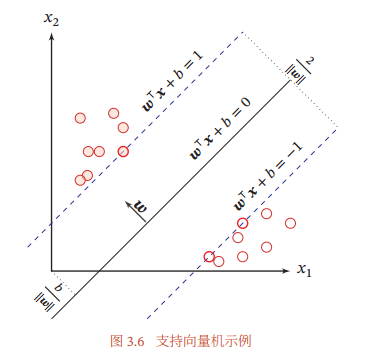 x₂
𝒘ᵀ𝒙 + b = 1
2
‖𝒘‖
𝒘ᵀ𝒙 + b = 0
𝒘ᵀ𝒙 + b = −1
𝒘
x₁
b
‖𝒘‖
图 3.6 支持向量机示例